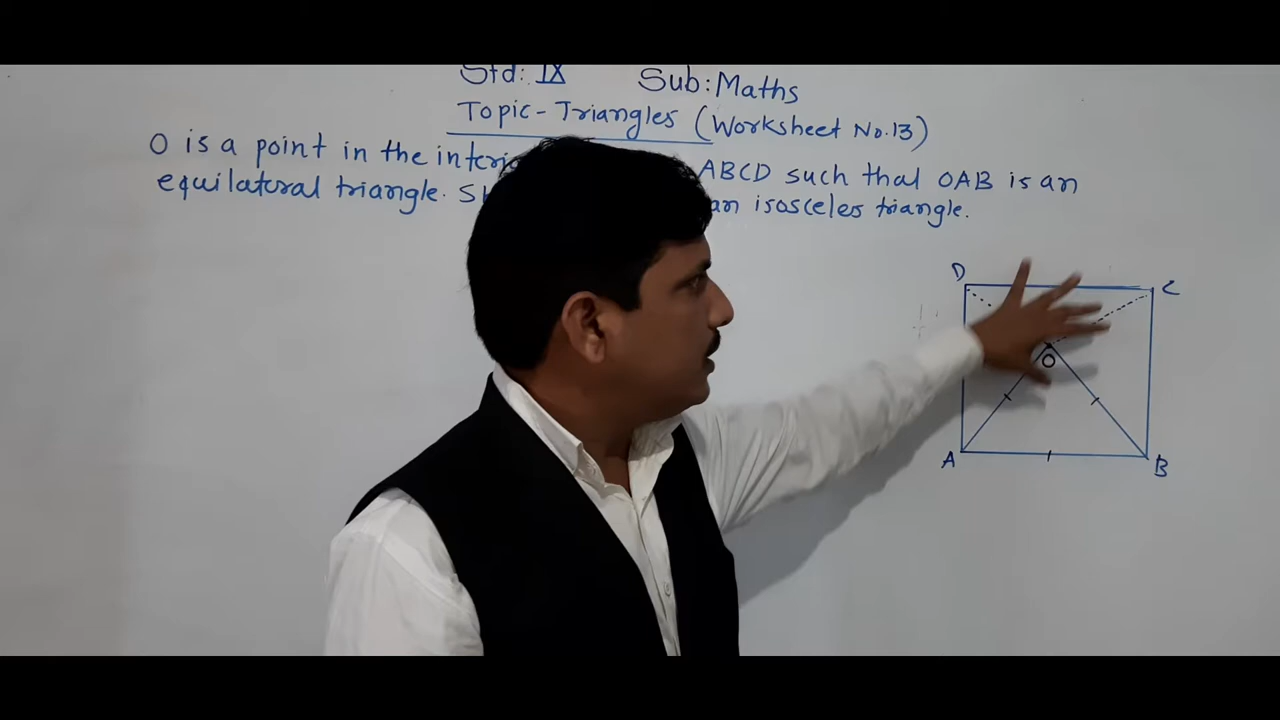 Std: IX Sub: Maths
Topic - Triangles (Worksheet No. 13)
O is a point in the ABCD such that OAB is an
equilateral triangle. an isosceles triangle.
D C
O
A B